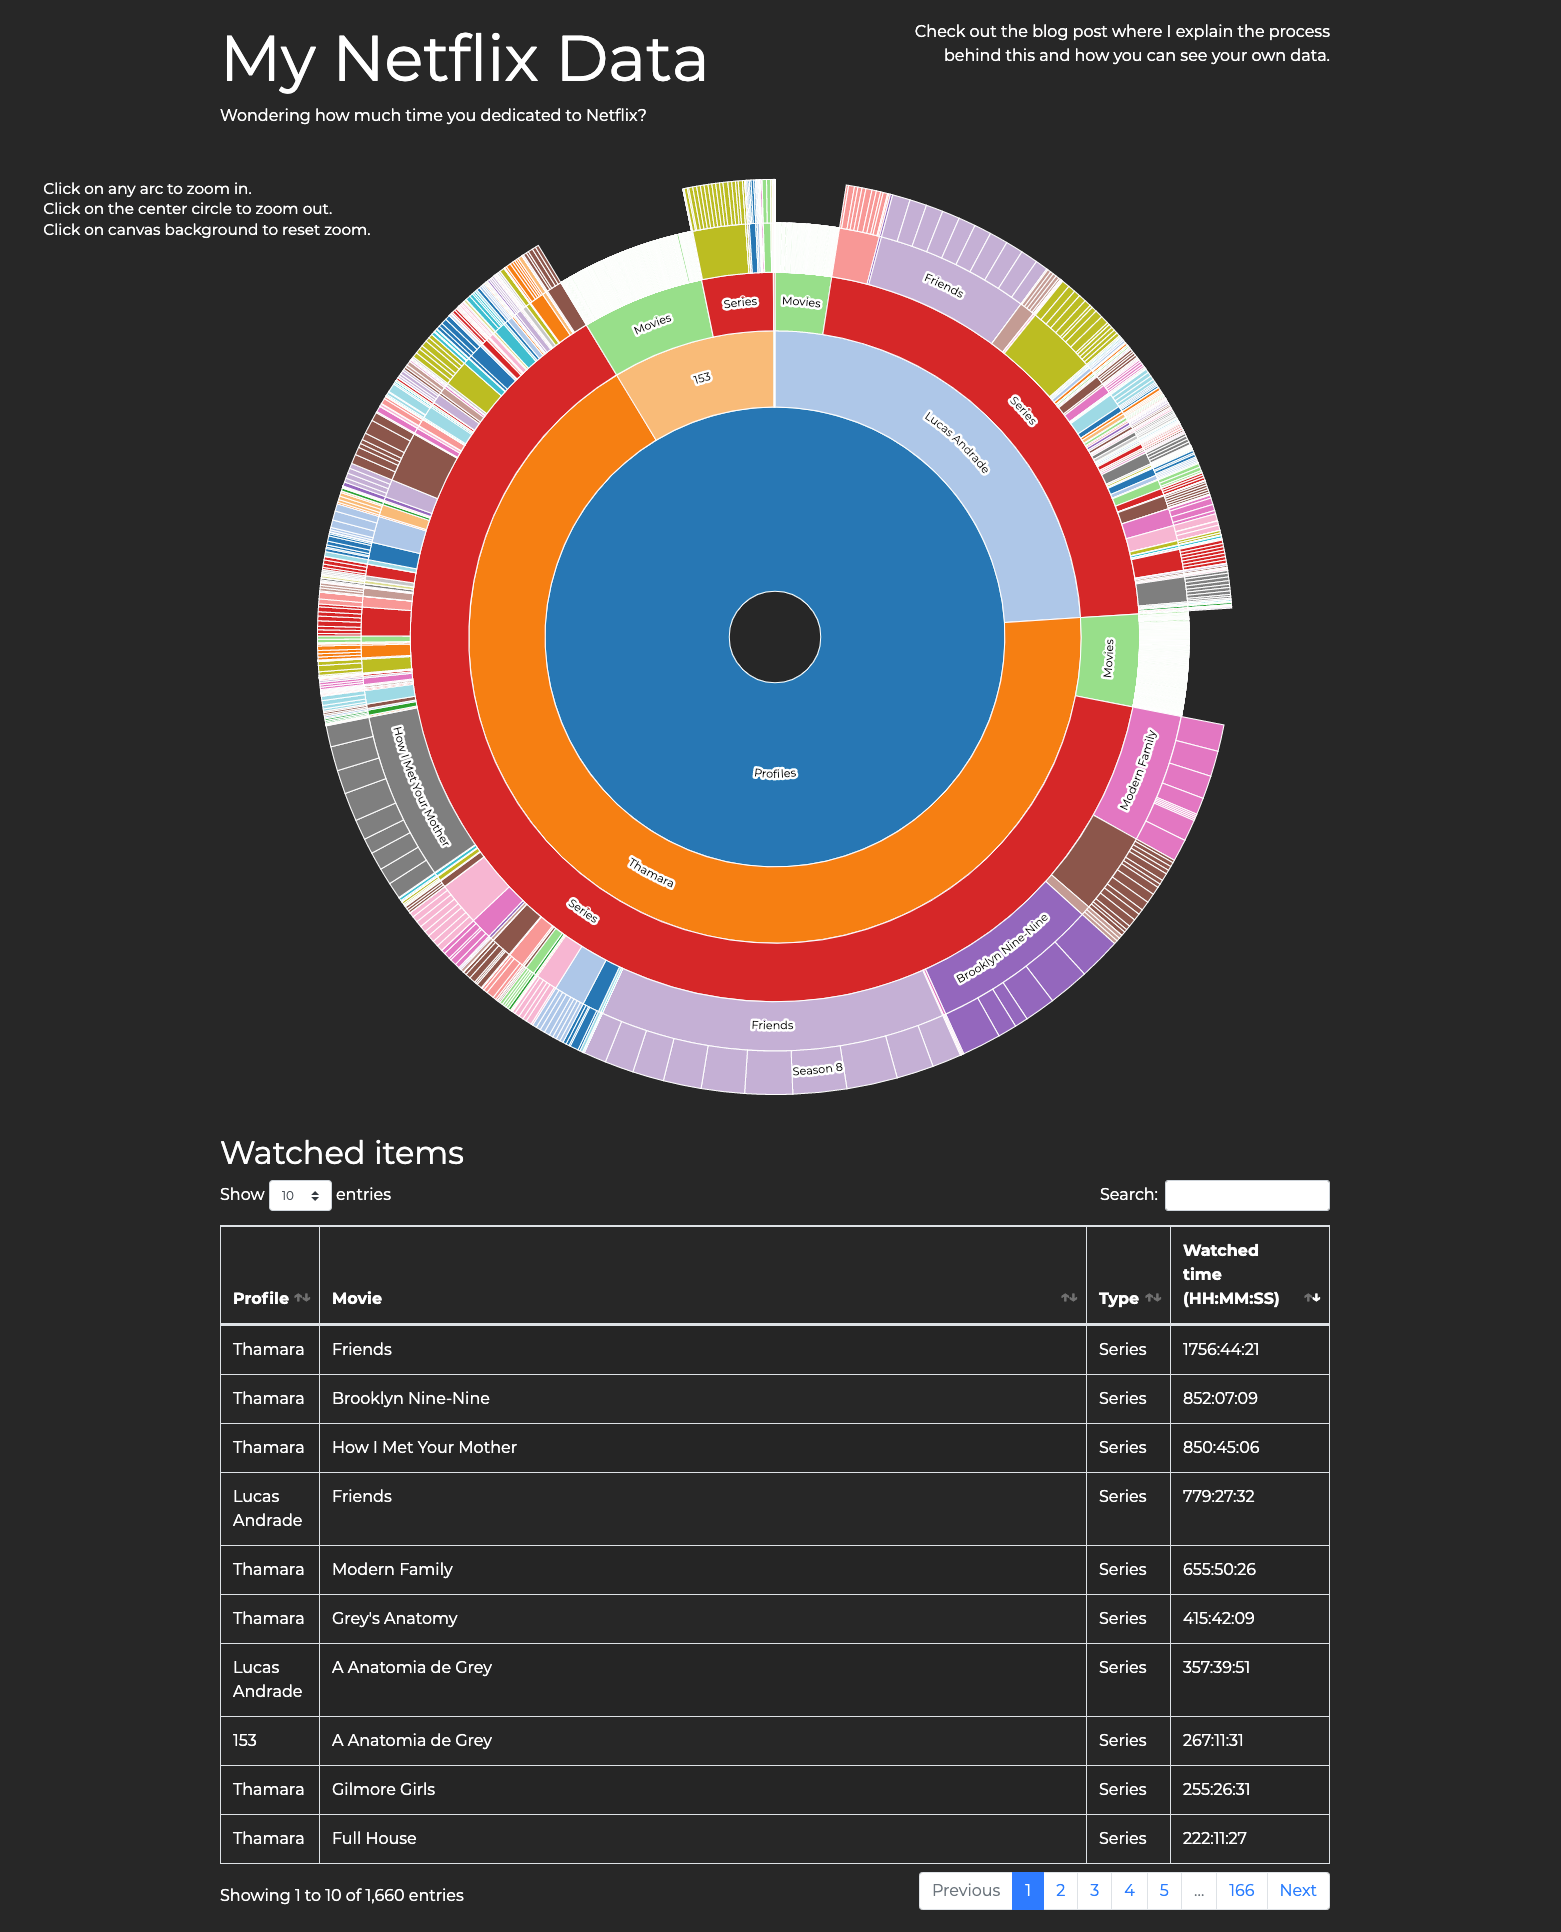 My Netflix Data
Check out the blog post where I explain the process
behind this and how you can see your own data.
Wondering how much time you dedicated to Netflix?
Click on any arc to zoom in.
Click on the center circle to zoom out.
Click on canvas background to reset zoom.
Friends
Series
Movies
Movies
153
Series
Lucas Andrade
Movies
Modern Family
How I Met Your Mother
Profiles
Thamara
Series
Brooklyn Nine-Nine
Friends
Season 8
Watched items
Show 10 entries
Search:
Watched
time
Profile Movie Type (HH:MM:SS)
Thamara Friends Series 1756:44:21
Thamara Brooklyn Nine-Nine Series 852:07:09
Thamara How I Met Your Mother Series 850:45:06
Lucas Friends Series 779:27:32
Andrade
Thamara Modern Family Series 655:50:26
Thamara Grey's Anatomy Series 415:42:09
Lucas A Anatomia de Grey Series 357:39:51
Andrade
153 A Anatomia de Grey Series 267:11:31
Thamara Gilmore Girls Series 255:26:31
Thamara Full House Series 222:11:27
Showing 1 to 10 of 1,660 entries
Previous 1 2 3 4 5 ... 166 Next